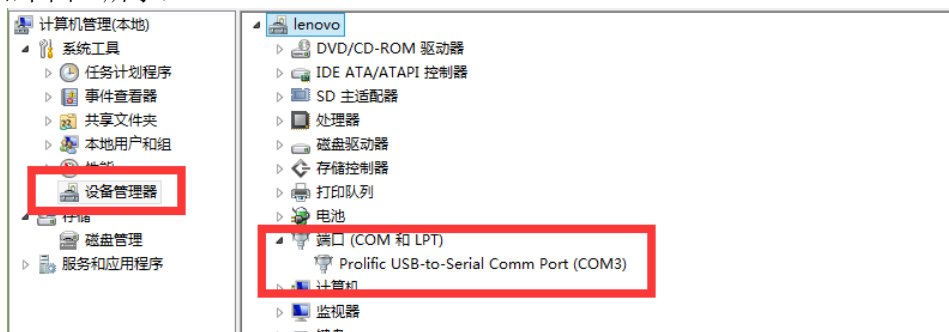 计算机管理(本地)
系统工具
任务计划程序
事件查看器
共享文件夹
本地用户和组
性能
设备管理器
存储
磁盘管理
服务和应用程序
lenovo
DVD/CD-ROM 驱动器
IDE ATA/ATAPI 控制器
SD 主适配器
处理器
磁盘驱动器
存储控制器
打印队列
电池
端口 (COM 和 LPT)
Prolific USB-to-Serial Comm Port (COM3)
计算机
监视器